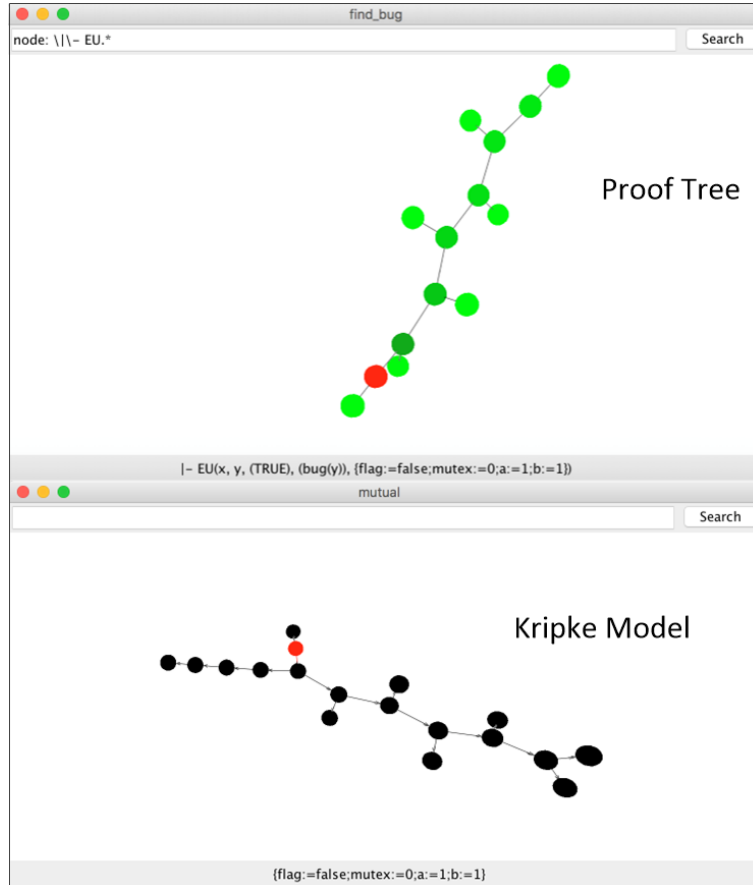 find_bug
node: \|\- EU.*
Search
Proof Tree
|- EU(x, y, (TRUE), (bug(y)), {flag:=false;mutex:=0;a:=1;b:=1})
mutual
Search
Kripke Model
{flag:=false;mutex:=0;a:=1;b:=1}